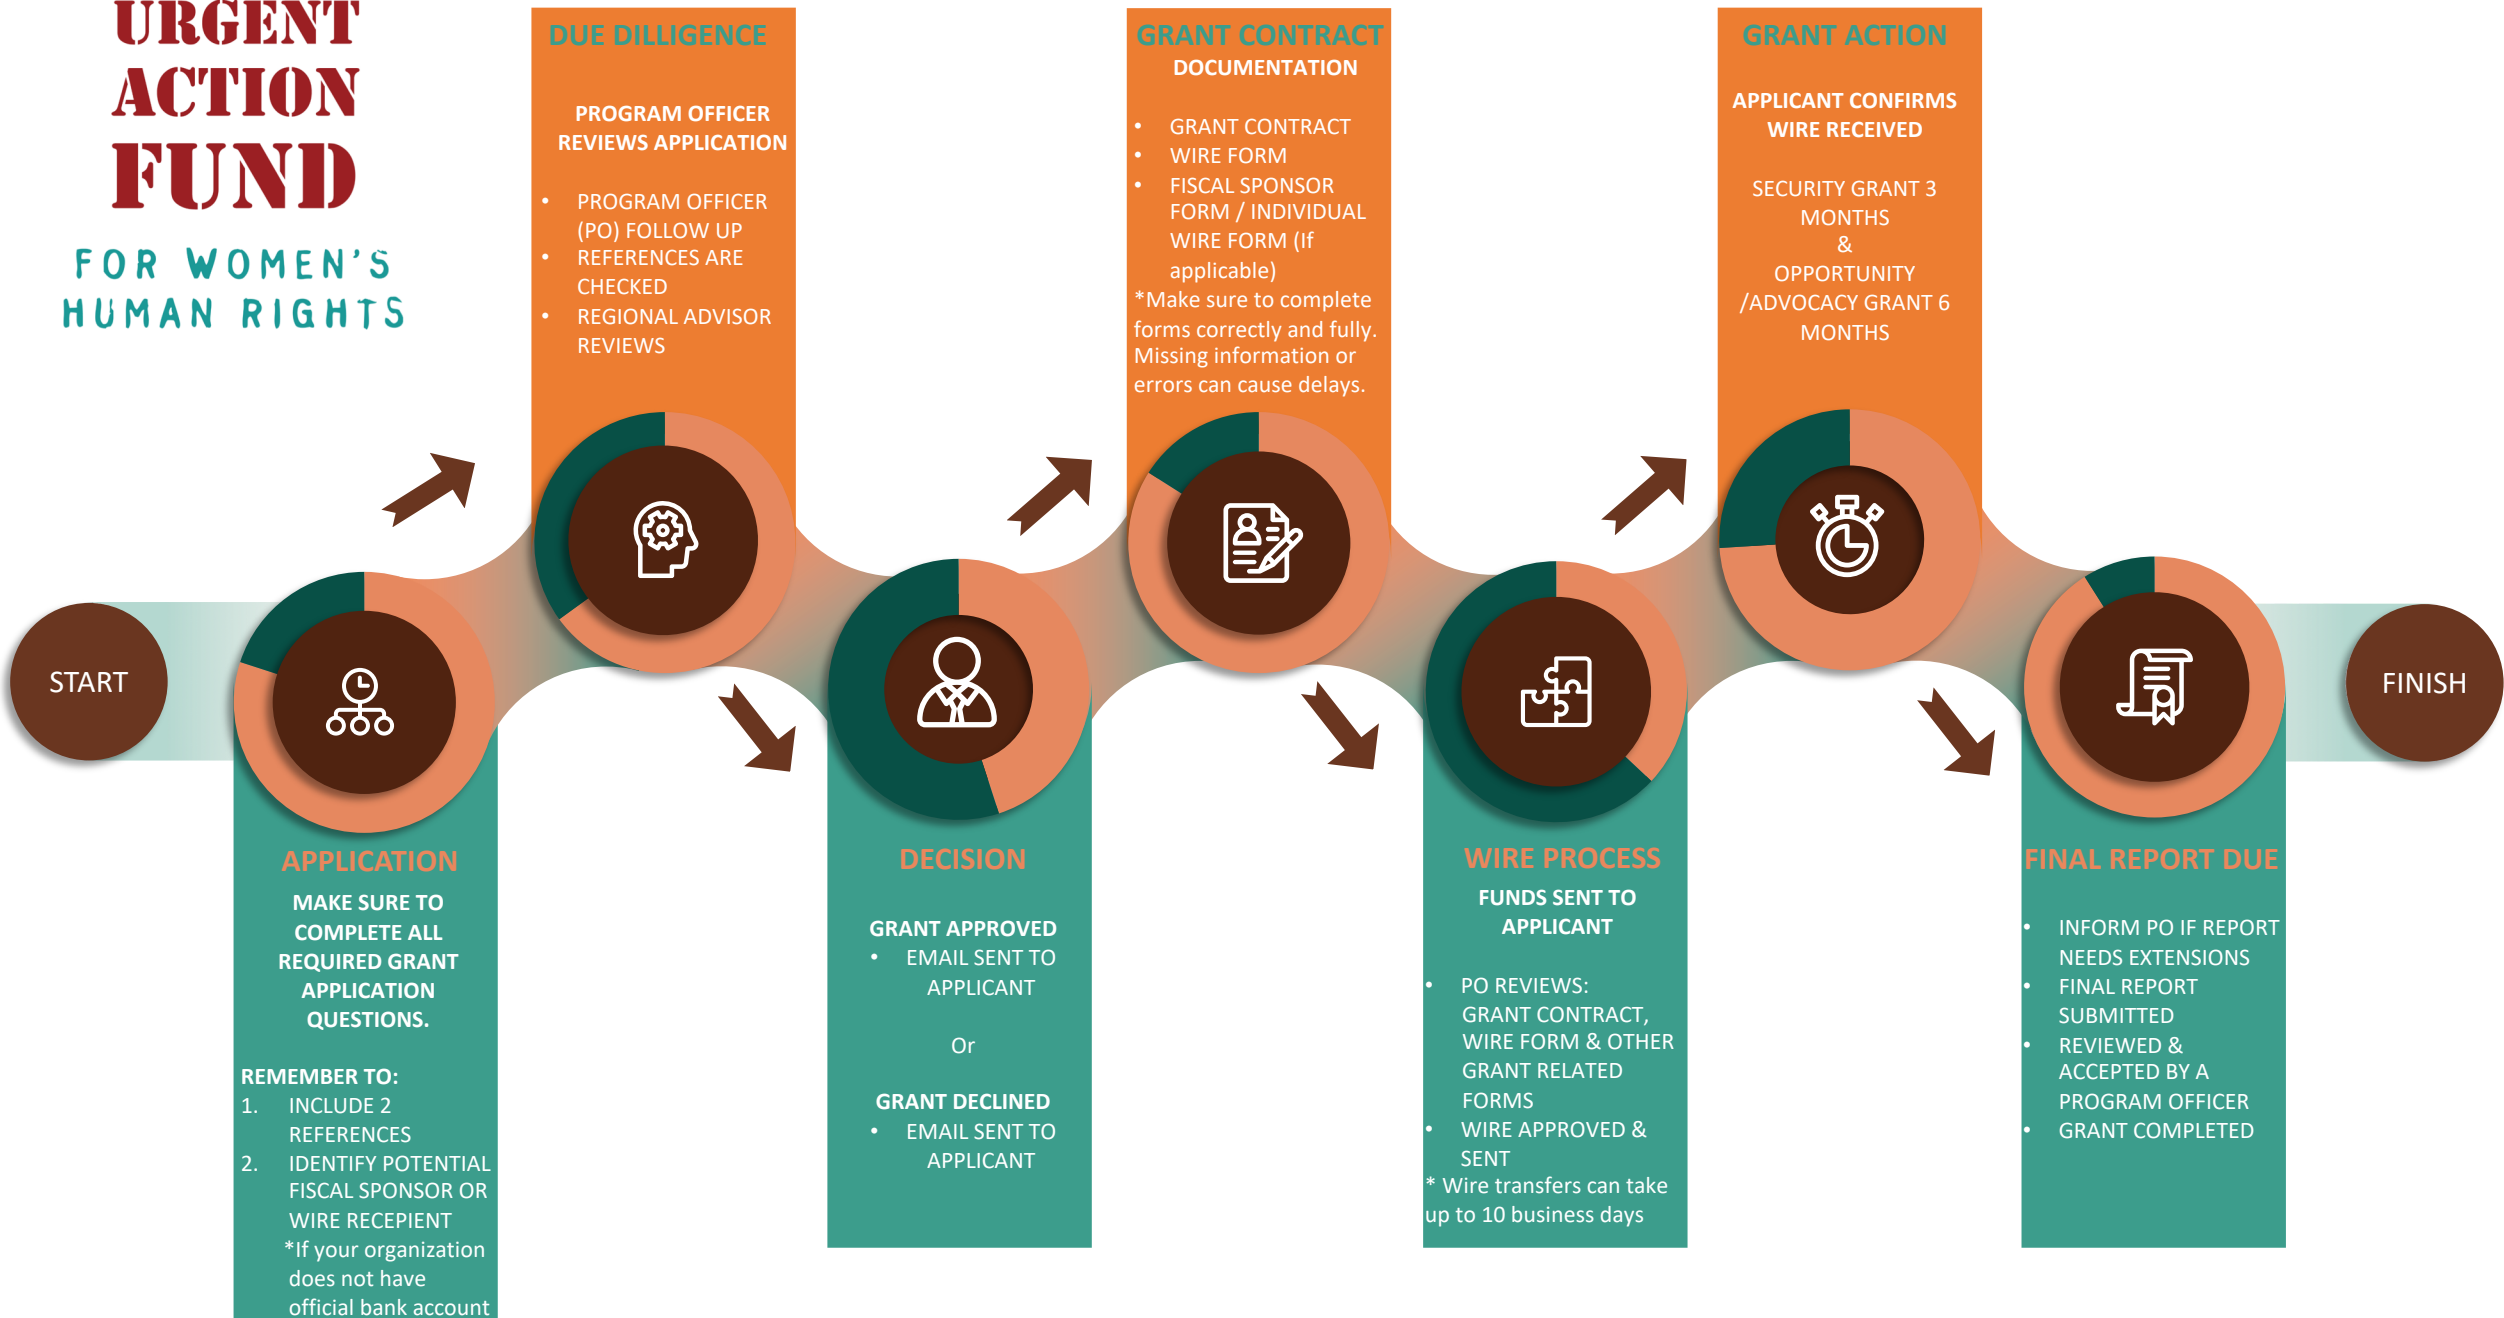 URGENT
ACTION
FUND
FOR WOMEN'S
HUMAN RIGHTS
START
APPLICATION
MAKE SURE TO
COMPLETE ALL
REQUIRED GRANT
APPLICATION
QUESTIONS.
REMEMBER TO:
1. INCLUDE 2
REFERENCES
2. IDENTIFY POTENTIAL
FISCAL SPONSOR OR
WIRE RECEPIENT
*If your organization
does not have
official bank account
DUE DILLIGENCE
PROGRAM OFFICER
REVIEWS APPLICATION
• PROGRAM OFFICER
(PO) FOLLOW UP
• REFERENCES ARE
CHECKED
• REGIONAL ADVISOR
REVIEWS
DECISION
GRANT APPROVED
• EMAIL SENT TO
APPLICANT
Or
GRANT DECLINED
• EMAIL SENT TO
APPLICANT
GRANT CONTRACT
DOCUMENTATION
• GRANT CONTRACT
• WIRE FORM
• FISCAL SPONSOR
FORM / INDIVIDUAL
WIRE FORM (If
applicable)
*Make sure to complete
forms correctly and fully.
Missing information or
errors can cause delays.
WIRE PROCESS
FUNDS SENT TO
APPLICANT
• PO REVIEWS:
GRANT CONTRACT,
WIRE FORM & OTHER
GRANT RELATED
FORMS
• WIRE APPROVED &
SENT
* Wire transfers can take
up to 10 business days
GRANT ACTION
APPLICANT CONFIRMS
WIRE RECEIVED
SECURITY GRANT 3
MONTHS
&
OPPORTUNITY
/ADVOCACY GRANT 6
MONTHS
FINAL REPORT DUE
• INFORM PO IF REPORT
NEEDS EXTENSIONS
• FINAL REPORT
SUBMITTED
• REVIEWED &
ACCEPTED BY A
PROGRAM OFFICER
• GRANT COMPLETED
FINISH